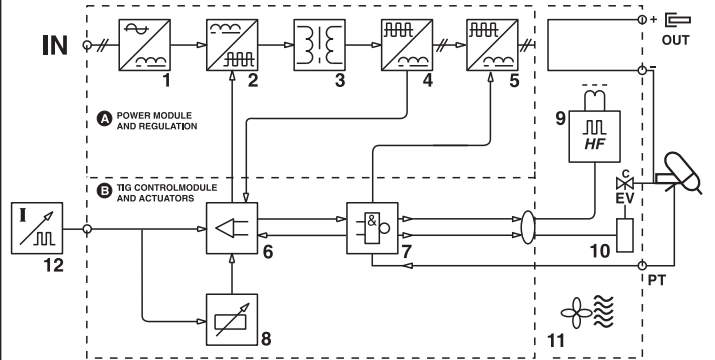 IN
1
2
3
4
5
+
OUT
-
A POWER MODULE
AND REGULATION
9
HF
B TIG CONTROLMODULE
AND ACTUATORS
C
EV
I
12
6
&
7
10
PT
8
11